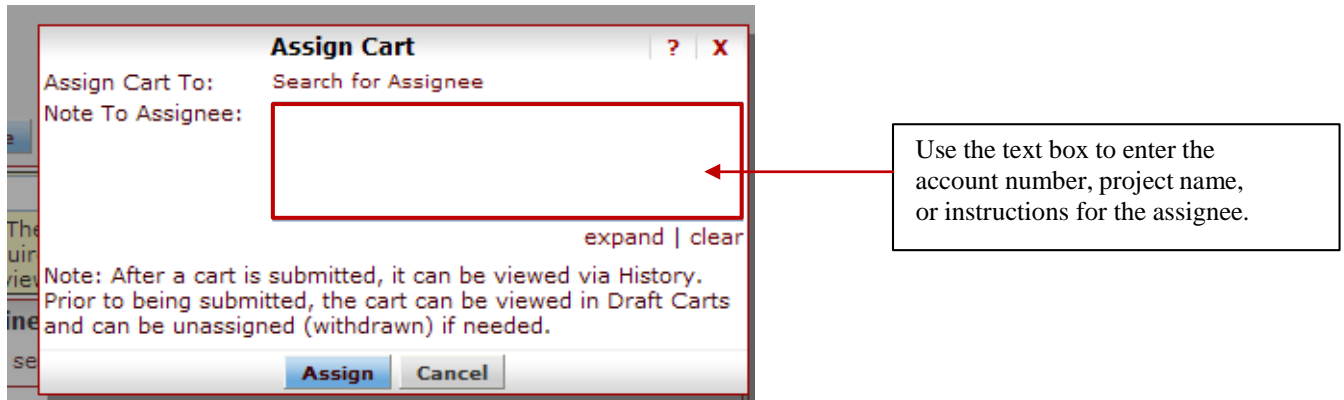 Assign Cart ? X
Assign Cart To: Search for Assignee
Note To Assignee:
expand | clear
Note: After a cart is submitted, it can be viewed via History.
Prior to being submitted, the cart can be viewed in Draft Carts
and can be unassigned (withdrawn) if needed.
Assign Cancel
Use the text box to enter the
account number, project name,
or instructions for the assignee.